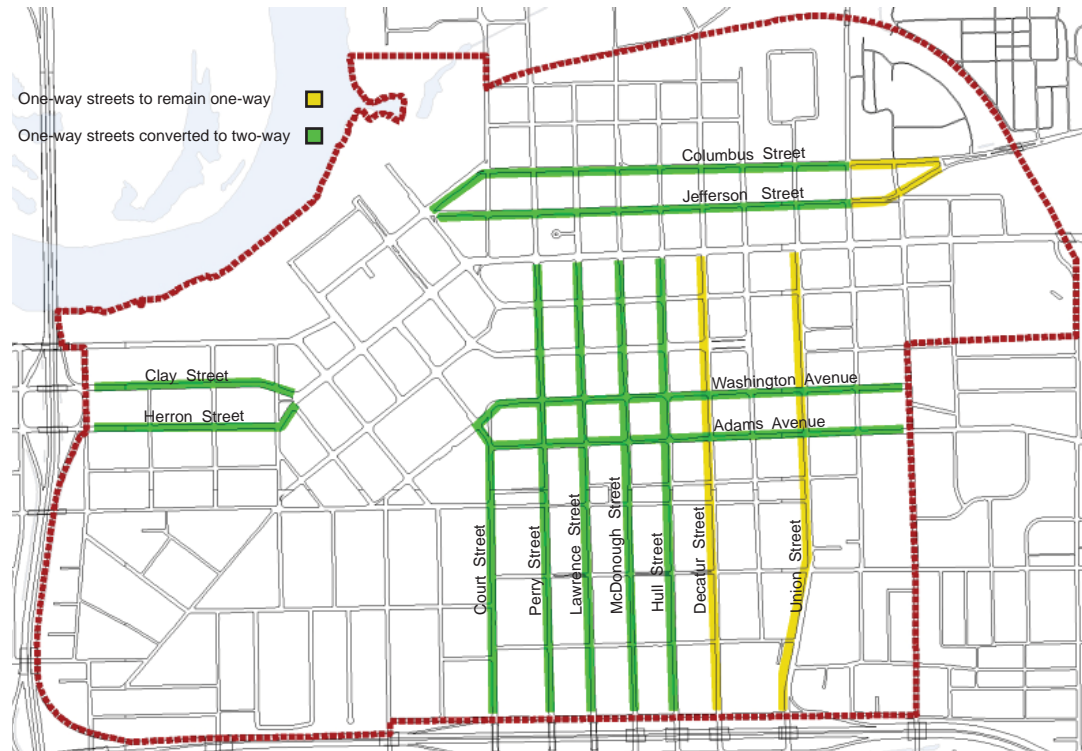 One-way streets to remain one-way
One-way streets converted to two-way
Columbus Street
Jefferson Street
Clay Street
Washington Avenue
Herron Street
Adams Avenue
Court Street
Perry Street
Lawrence Street
McDonough Street
Hull Street
Decatur Street
Union Street